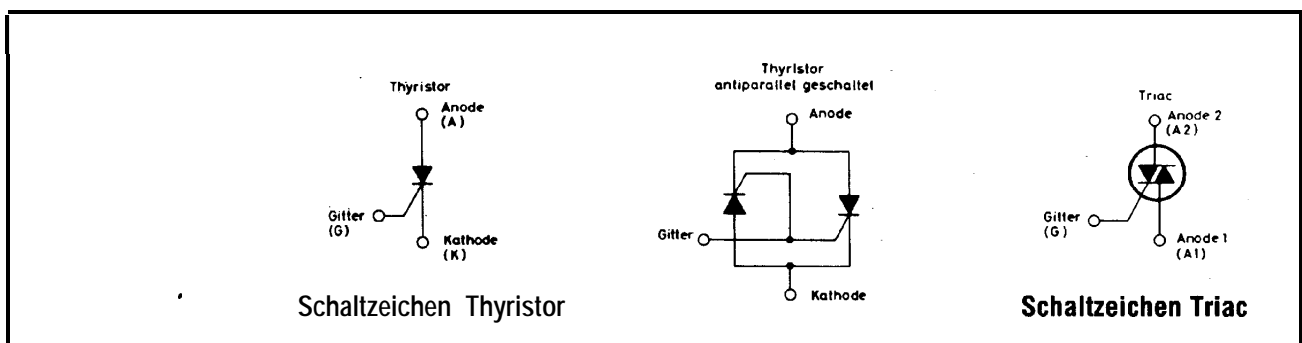 Thyristor
Anode
(A)
Gitter
(G)
Kathode
(K)
Schaltzeichen Thyristor
Thyristor
antiparallel geschaltet
Anode
Gitter
Kathode
Triac
Anode 2
(A2)
Gitter
(G)
Anode 1
(A1)
Schaltzeichen Triac